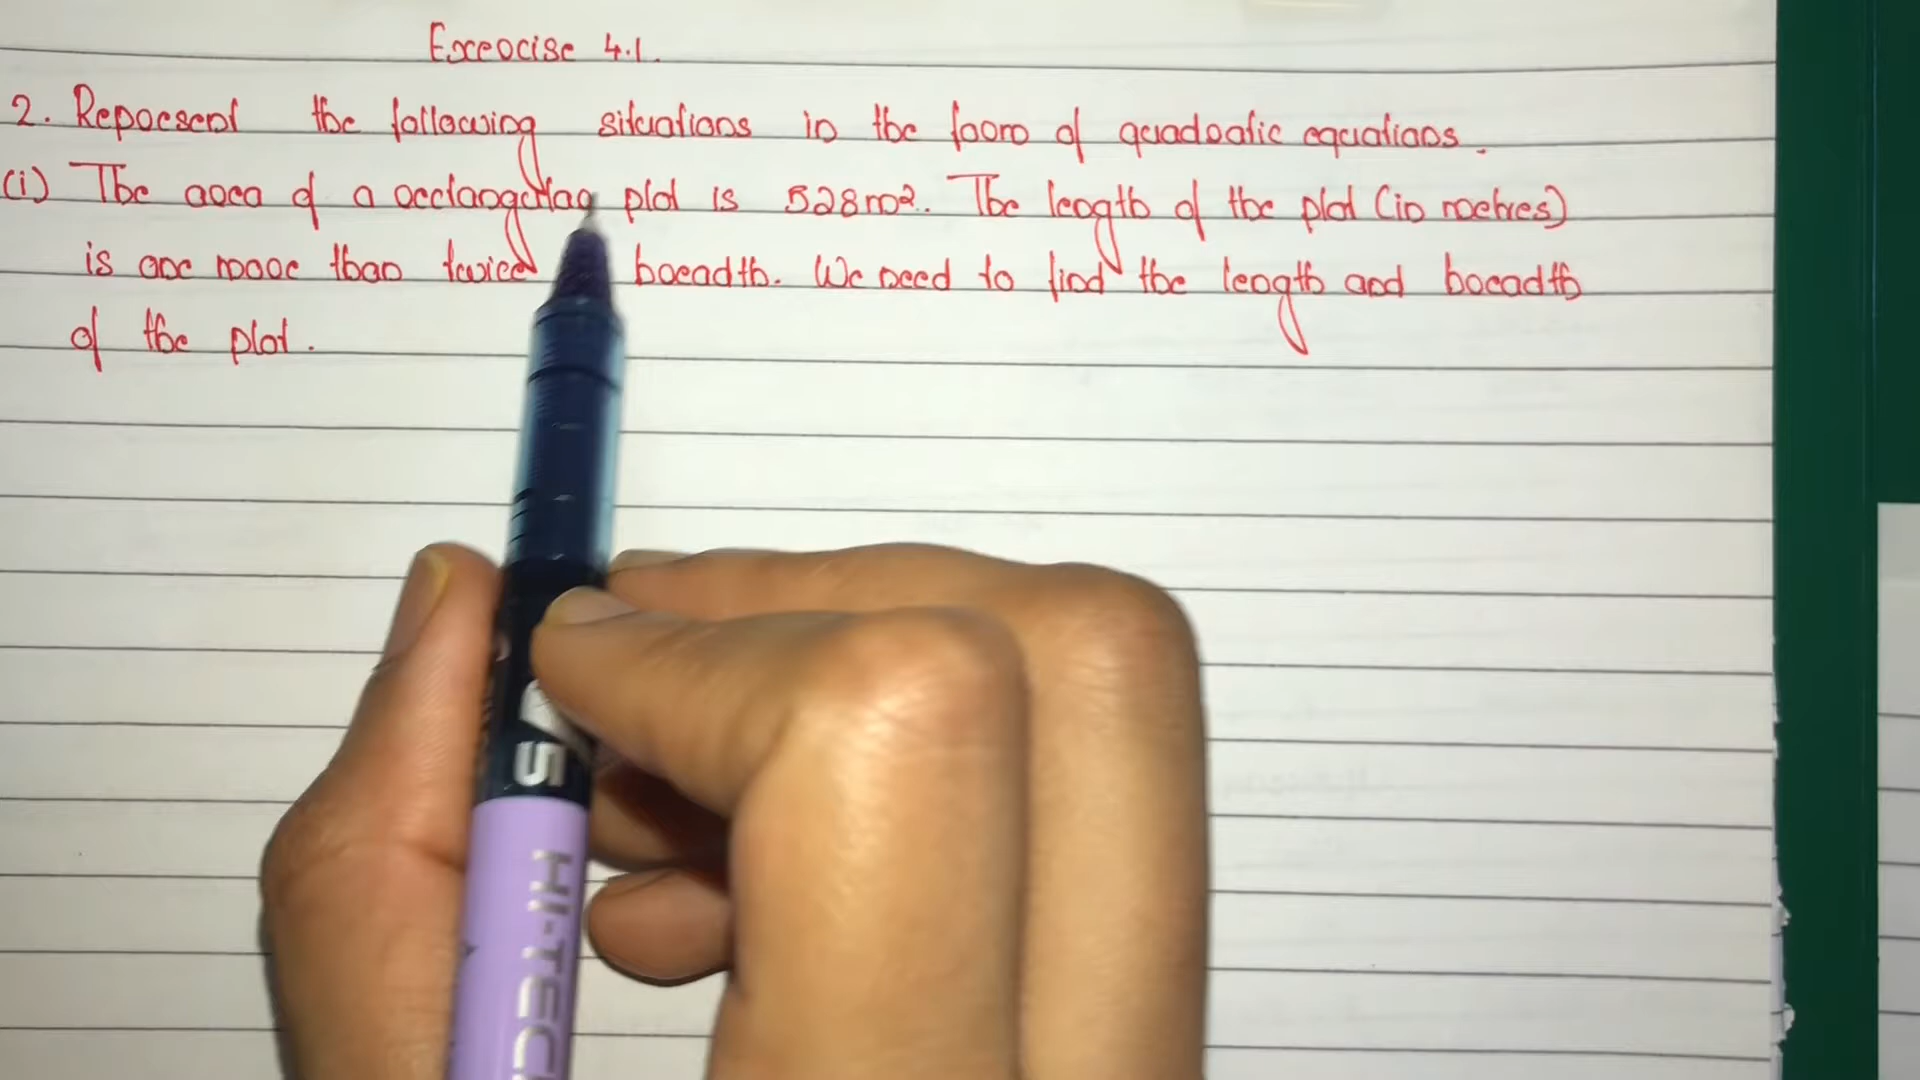 Exercise 4.1.
2. Represent the following situations in the form of quadratic equations.
(i) The area of a rectangular plot is 528m². The length of the plot (in metres)
is one more than twice breadth. We need to find the length and breadth
of the plot.
V5
HI-TEC